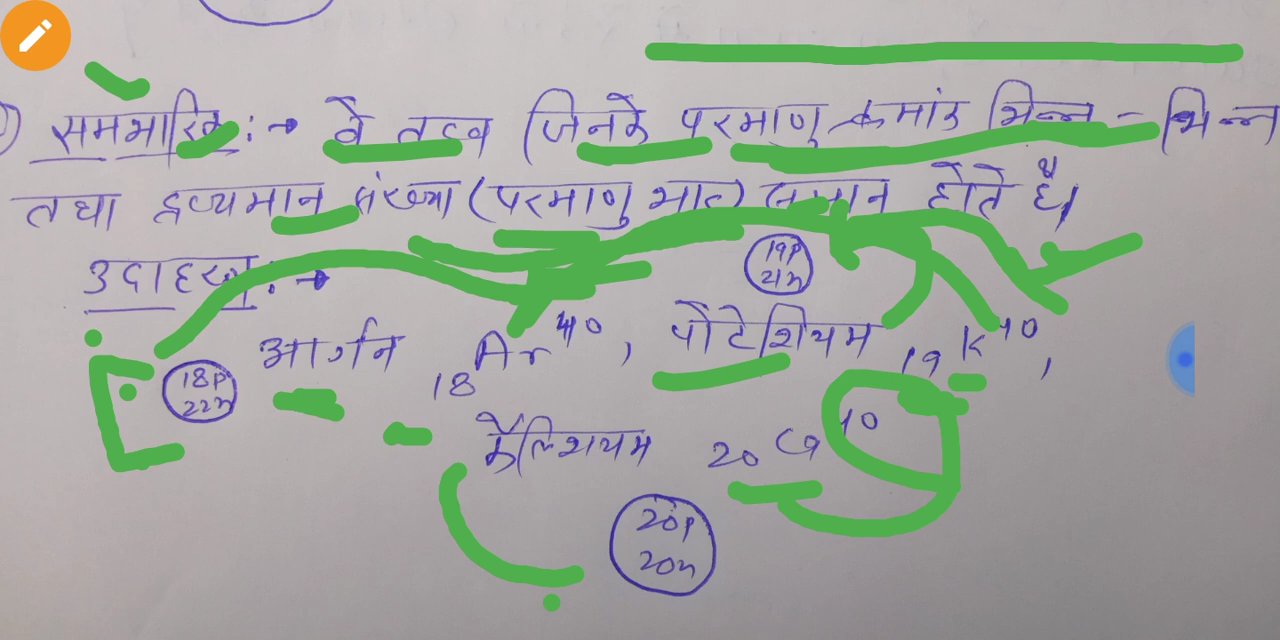 समभारिक :→ वे तत्व जिनके परमाणु क्रमांक भिन्न - भिन्न
तथा द्रव्यमान संख्या (परमाणु भार) समान होते है।
उदाहरण :→
19p
21n
आर्गन 18Ar40, पोटेशियम 19K40,
18p
22n
कैल्शियम 20Ca40
20p
20n